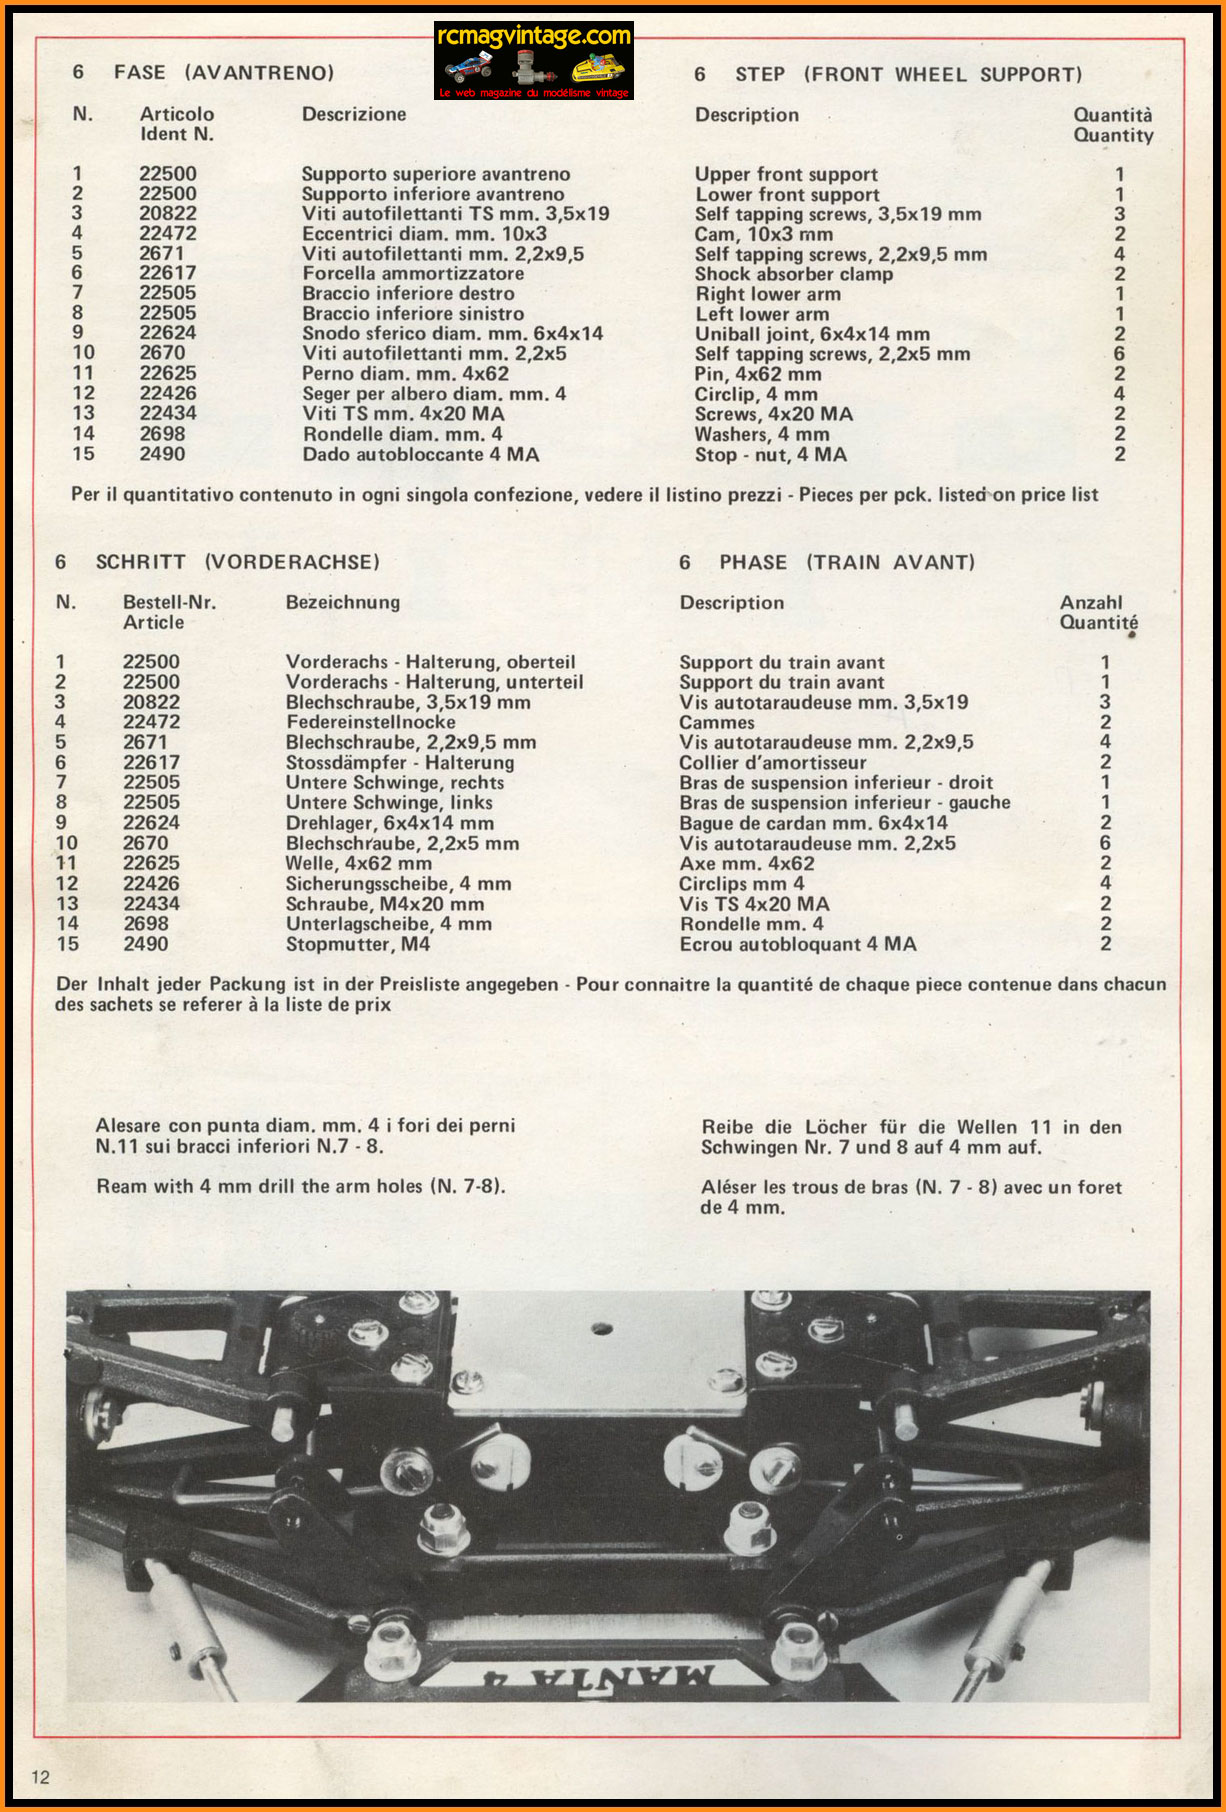 rcmagvintage.com
Le web magazine du modélisme vintage
6 FASE (AVANTRENO) 6 STEP (FRONT WHEEL SUPPORT)
N. Articolo Descrizione Description Quantità
Ident N. Quantity
1 22500 Supporto superiore avantreno Upper front support 1
2 22500 Supporto inferiore avantreno Lower front support 1
3 20822 Viti autofilettanti TS mm. 3,5x19 Self tapping screws, 3,5x19 mm 3
4 22472 Eccentrici diam. mm. 10x3 Cam, 10x3 mm 2
5 2671 Viti autofilettanti mm. 2,2x9,5 Self tapping screws, 2,2x9,5 mm 4
6 22617 Forcella ammortizzatore Shock absorber clamp 2
7 22505 Braccio inferiore destro Right lower arm 1
8 22505 Braccio inferiore sinistro Left lower arm 1
9 22624 Snodo sferico diam. mm. 6x4x14 Uniball joint, 6x4x14 mm 2
10 2670 Viti autofilettanti mm. 2,2x5 Self tapping screws, 2,2x5 mm 6
11 22625 Perno diam. mm. 4x62 Pin, 4x62 mm 2
12 22426 Seger per albero diam. mm. 4 Circlip, 4 mm 4
13 22434 Viti TS mm. 4x20 MA Screws, 4x20 MA 2
14 2698 Rondelle diam. mm. 4 Washers, 4 mm 2
15 2490 Dado autobloccante 4 MA Stop - nut, 4 MA 2
Per il quantitativo contenuto in ogni singola confezione, vedere il listino prezzi - Pieces per pck. listed on price list
6 SCHRITT (VORDERACHSE) 6 PHASE (TRAIN AVANT)
N. Bestell-Nr. Bezeichnung Description Anzahl
Article Quantité
1 22500 Vorderachs - Halterung, oberteil Support du train avant 1
2 22500 Vorderachs - Halterung, unterteil Support du train avant 1
3 20822 Blechschraube, 3,5x19 mm Vis autotaraudeuse mm. 3,5x19 3
4 22472 Federeinstellnocke Cammes 2
5 2671 Blechschraube, 2,2x9,5 mm Vis autotaraudeuse mm. 2,2x9,5 4
6 22617 Stossdämpfer - Halterung Collier d'amortisseur 2
7 22505 Untere Schwinge, rechts Bras de suspension inferieur - droit 1
8 22505 Untere Schwinge, links Bras de suspension inferieur - gauche 1
9 22624 Drehlager, 6x4x14 mm Bague de cardan mm. 6x4x14 2
10 2670 Blechschraube, 2,2x5 mm Vis autotaraudeuse mm. 2,2x5 6
11 22625 Welle, 4x62 mm Axe mm. 4x62 2
12 22426 Sicherungsscheibe, 4 mm Circlips mm 4 4
13 22434 Schraube, M4x20 mm Vis TS 4x20 MA 2
14 2698 Unterlagscheibe, 4 mm Rondelle mm. 4 2
15 2490 Stopmutter, M4 Ecrou autobloquant 4 MA 2
Der Inhalt jeder Packung ist in der Preisliste angegeben - Pour connaitre la quantité de chaque piece contenue dans chacun
des sachets se referer à la liste de prix
Alesare con punta diam. mm. 4 i fori dei perni
N.11 sui bracci inferiori N.7 - 8.
Ream with 4 mm drill the arm holes (N. 7-8).
Reibe die Löcher für die Wellen 11 in den
Schwingen Nr. 7 und 8 auf 4 mm auf.
Aléser les trous de bras (N. 7 - 8) avec un foret
de 4 mm.
MANTA 4
12